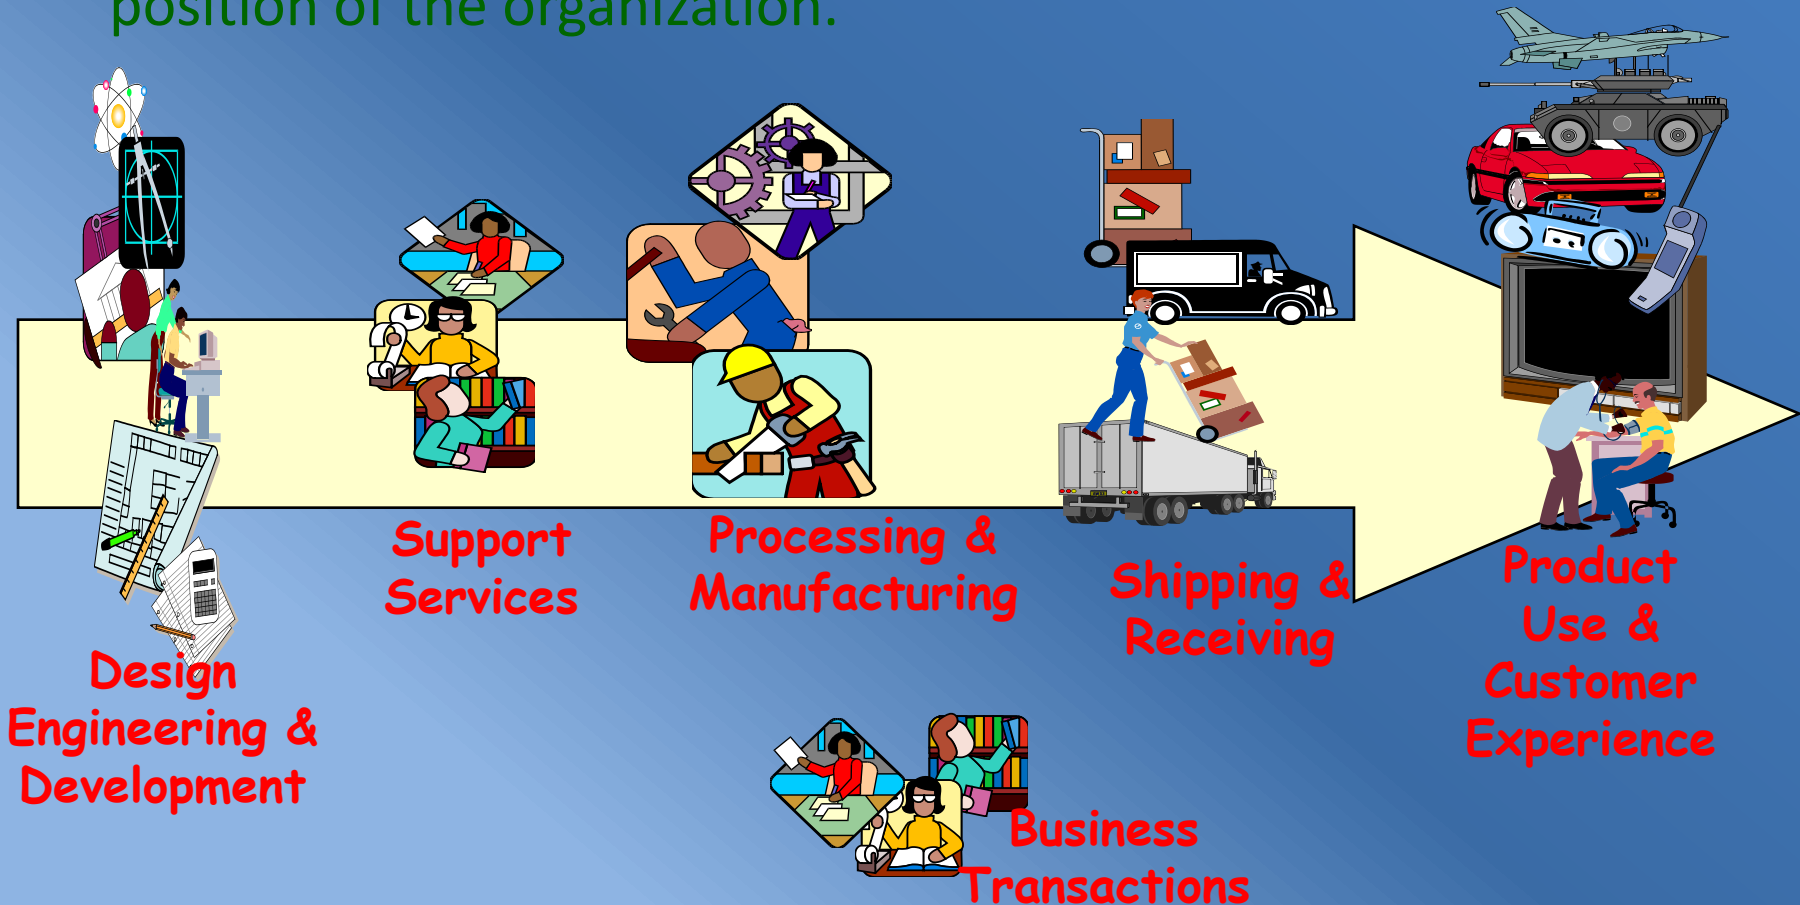 position of the organization.
Support
Services
Processing &
Manufacturing
Shipping &
Receiving
Product
Use &
Customer
Experience
Design
Engineering &
Development
Business
Transactions